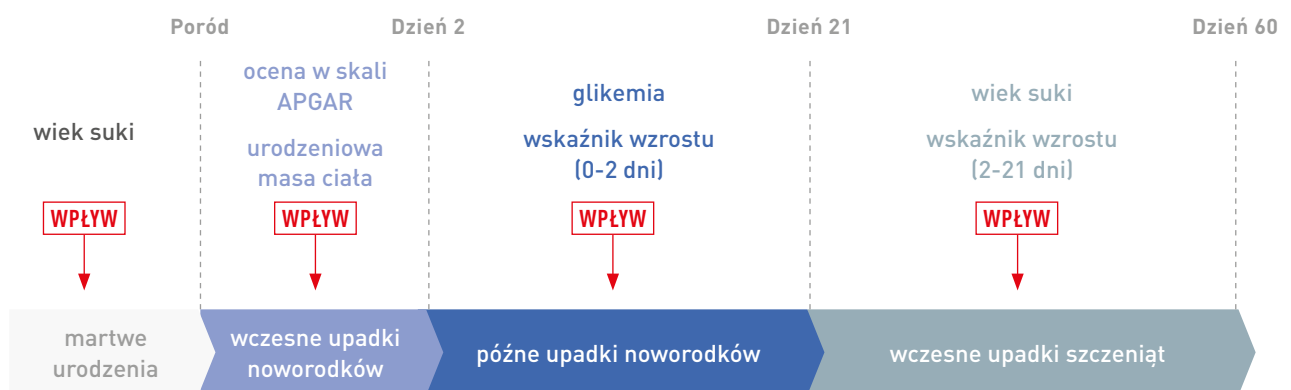 Poród
Dzień 2
Dzień 21
Dzień 60
wiek suki
WPŁYW
martwe
urodzenia
ocena w skali
APGAR
urodzeniowa
masa ciała
WPŁYW
wczesne upadki
noworodków
glikemia
wskaźnik wzrostu
(0-2 dni)
WPŁYW
późne upadki noworodków
wiek suki
wskaźnik wzrostu
(2-21 dni)
WPŁYW
wczesne upadki szczeniąt